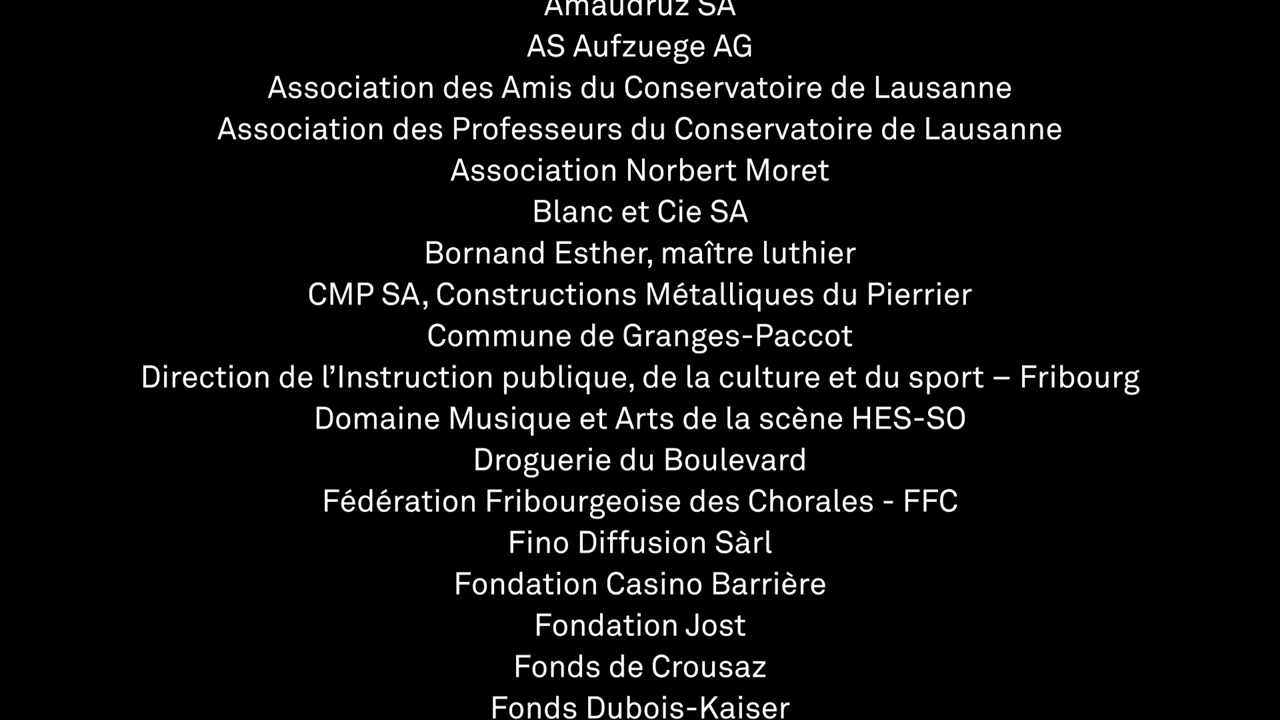 Amaudruz SA
AS Aufzuege AG
Association des Amis du Conservatoire de Lausanne
Association des Professeurs du Conservatoire de Lausanne
Association Norbert Moret
Blanc et Cie SA
Bornand Esther, maître luthier
CMP SA, Constructions Métalliques du Pierrier
Commune de Granges-Paccot
Direction de l’Instruction publique, de la culture et du sport – Fribourg
Domaine Musique et Arts de la scène HES-SO
Droguerie du Boulevard
Fédération Fribourgeoise des Chorales - FFC
Fino Diffusion Sàrl
Fondation Casino Barrière
Fondation Jost
Fonds de Crousaz
Fonds Dubois-Kaiser